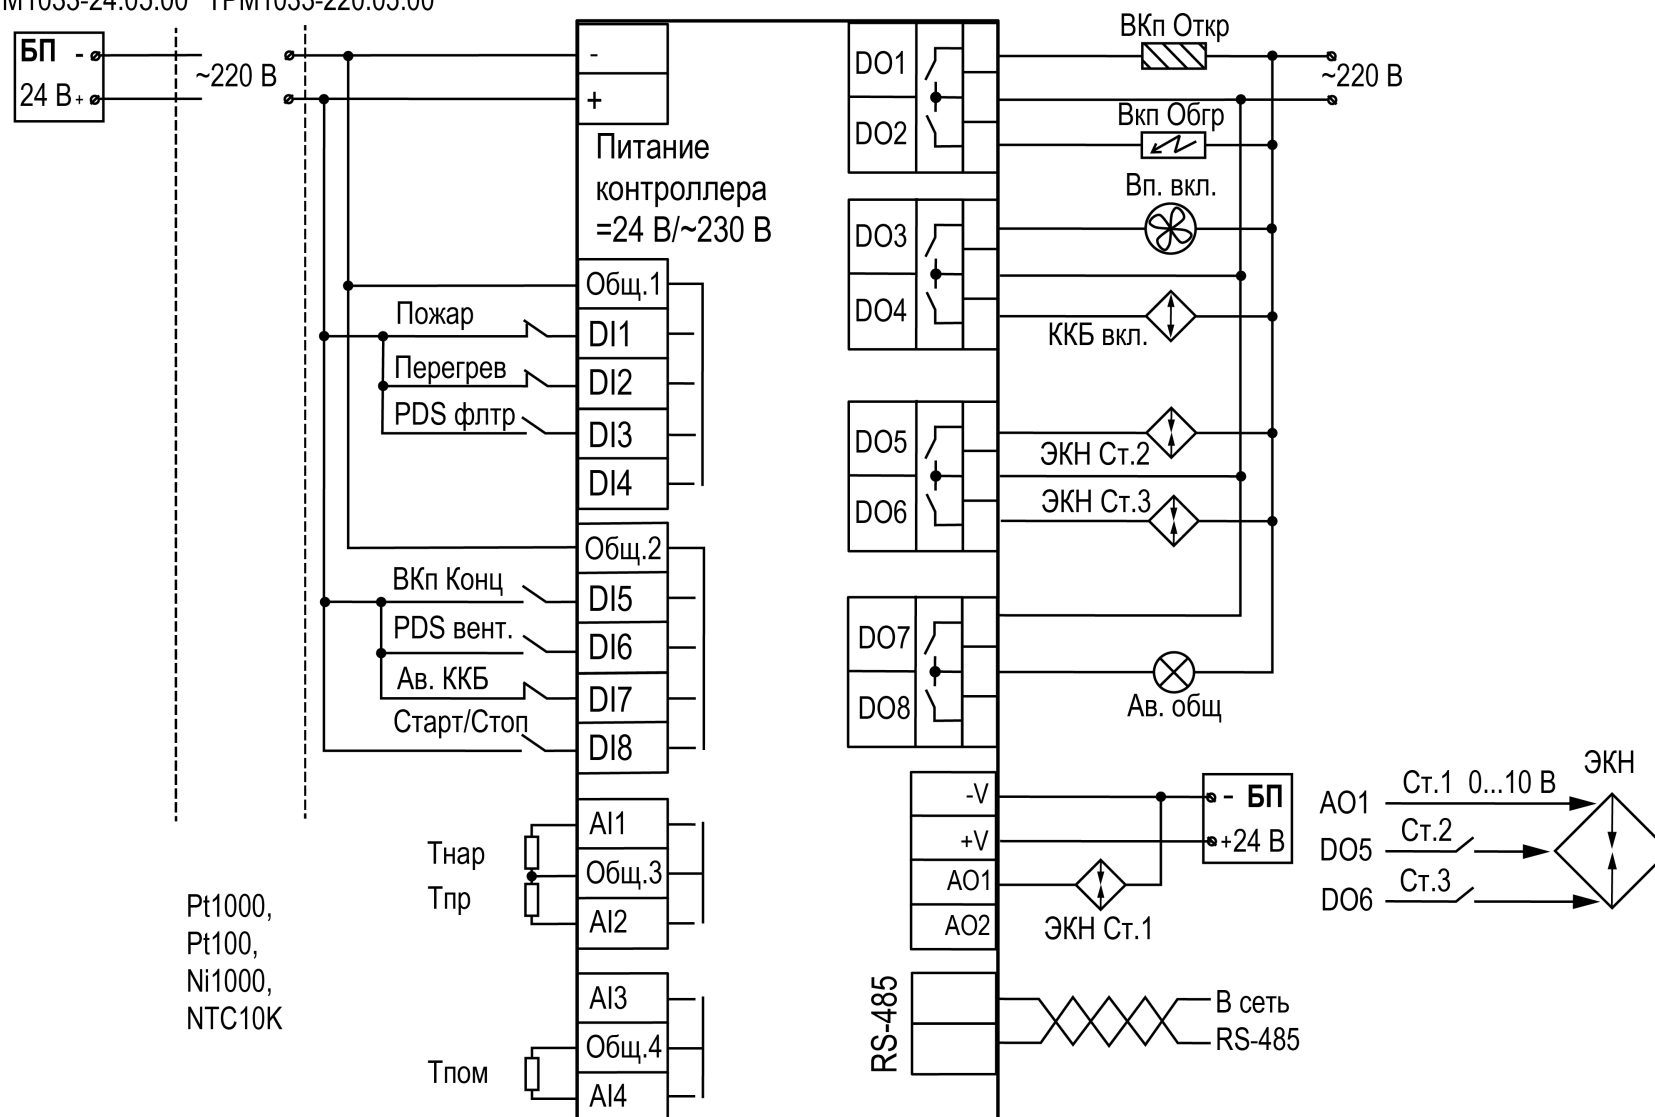 БП -
24 В +
~220 В
-
+
Питание
контроллера
=24 В/~230 В
Общ.1
Пожар
DI1
Перегрев
DI2
PDS флтр
DI3
DI4
Общ.2
ВКп Конц
DI5
PDS вент.
DI6
Ав. ККБ
DI7
Старт/Стоп
DI8
Тнар
AI1
Общ.3
Тпр
AI2
Pt1000,
Pt100,
Ni1000,
NTC10K
AI3
Общ.4
Тпом
AI4
DO1
ВКп Откр
~220 В
DO2
Вкп Обгр
DO3
Вп. вкл.
DO4
ККБ вкл.
DO5
ЭКН Ст.2
DO6
ЭКН Ст.3
DO7
DO8
Ав. общ
-V
- БП
+V
+24 В
AO1
AO2
ЭКН Ст.1
ЭКН
AO1 Ст.1 0...10 В
DO5 Ст.2
DO6 Ст.3
RS-485
В сеть
RS-485